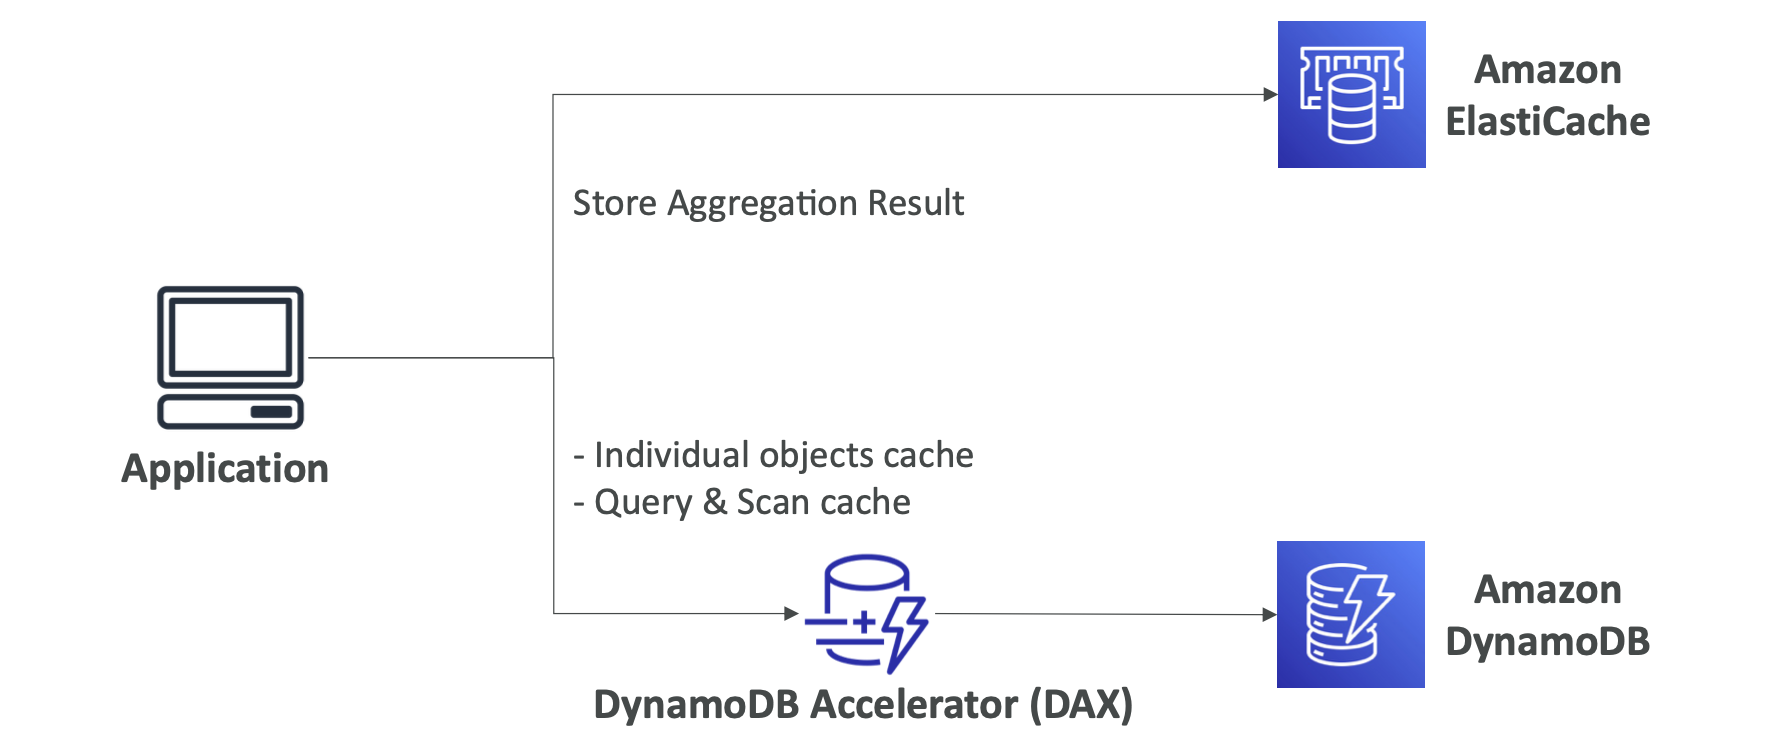 Amazon
ElastiCache
Store Aggregation Result
Application
- Individual objects cache
- Query & Scan cache
Amazon
DynamoDB
DynamoDB Accelerator (DAX)